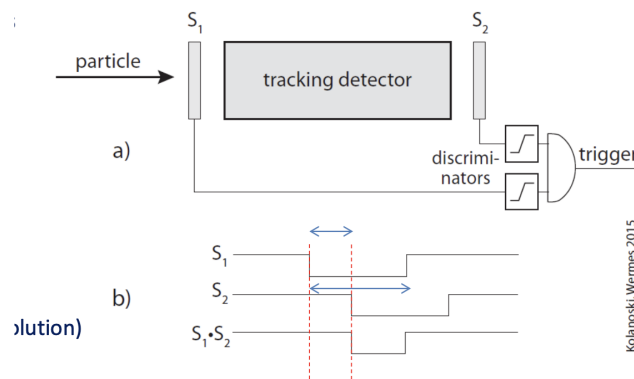 S₁
S₂
particle
tracking detector
a)
discrimi-
nators
trigger
S₁
S₂
b)
olution)
S₁•S₂
Kolanoski, Wermes 2015